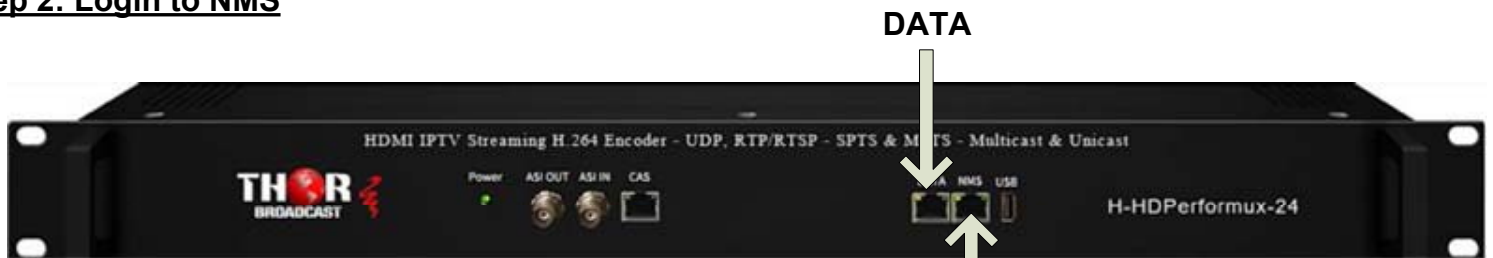 ep 2: Login to NMS
DATA
HDMI IPTV Streaming H.264 Encoder - UDP, RTP/RTSP - SPTS & M TS - Multicast & Unicast
THOR
BROADCAST
Power ASI OUT ASI IN CAS
NMS USB
H-HDPerformux-24